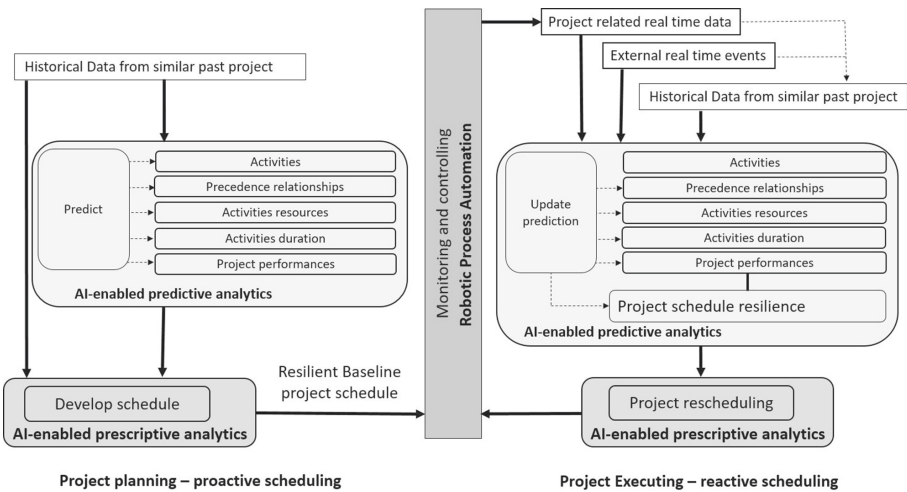 Historical Data from similar past project
Predict
Activities
Precedence relationships
Activities resources
Activities duration
Project performances
AI-enabled predictive analytics
Develop schedule
AI-enabled prescriptive analytics
Project planning – proactive scheduling
Resilient Baseline
project schedule
Monitoring and controlling
Robotic Process Automation
Project related real time data
External real time events
Historical Data from similar past project
Update
prediction
Activities
Precedence relationships
Activities resources
Activities duration
Project performances
Project schedule resilience
AI-enabled predictive analytics
Project rescheduling
AI-enabled prescriptive analytics
Project Executing – reactive scheduling